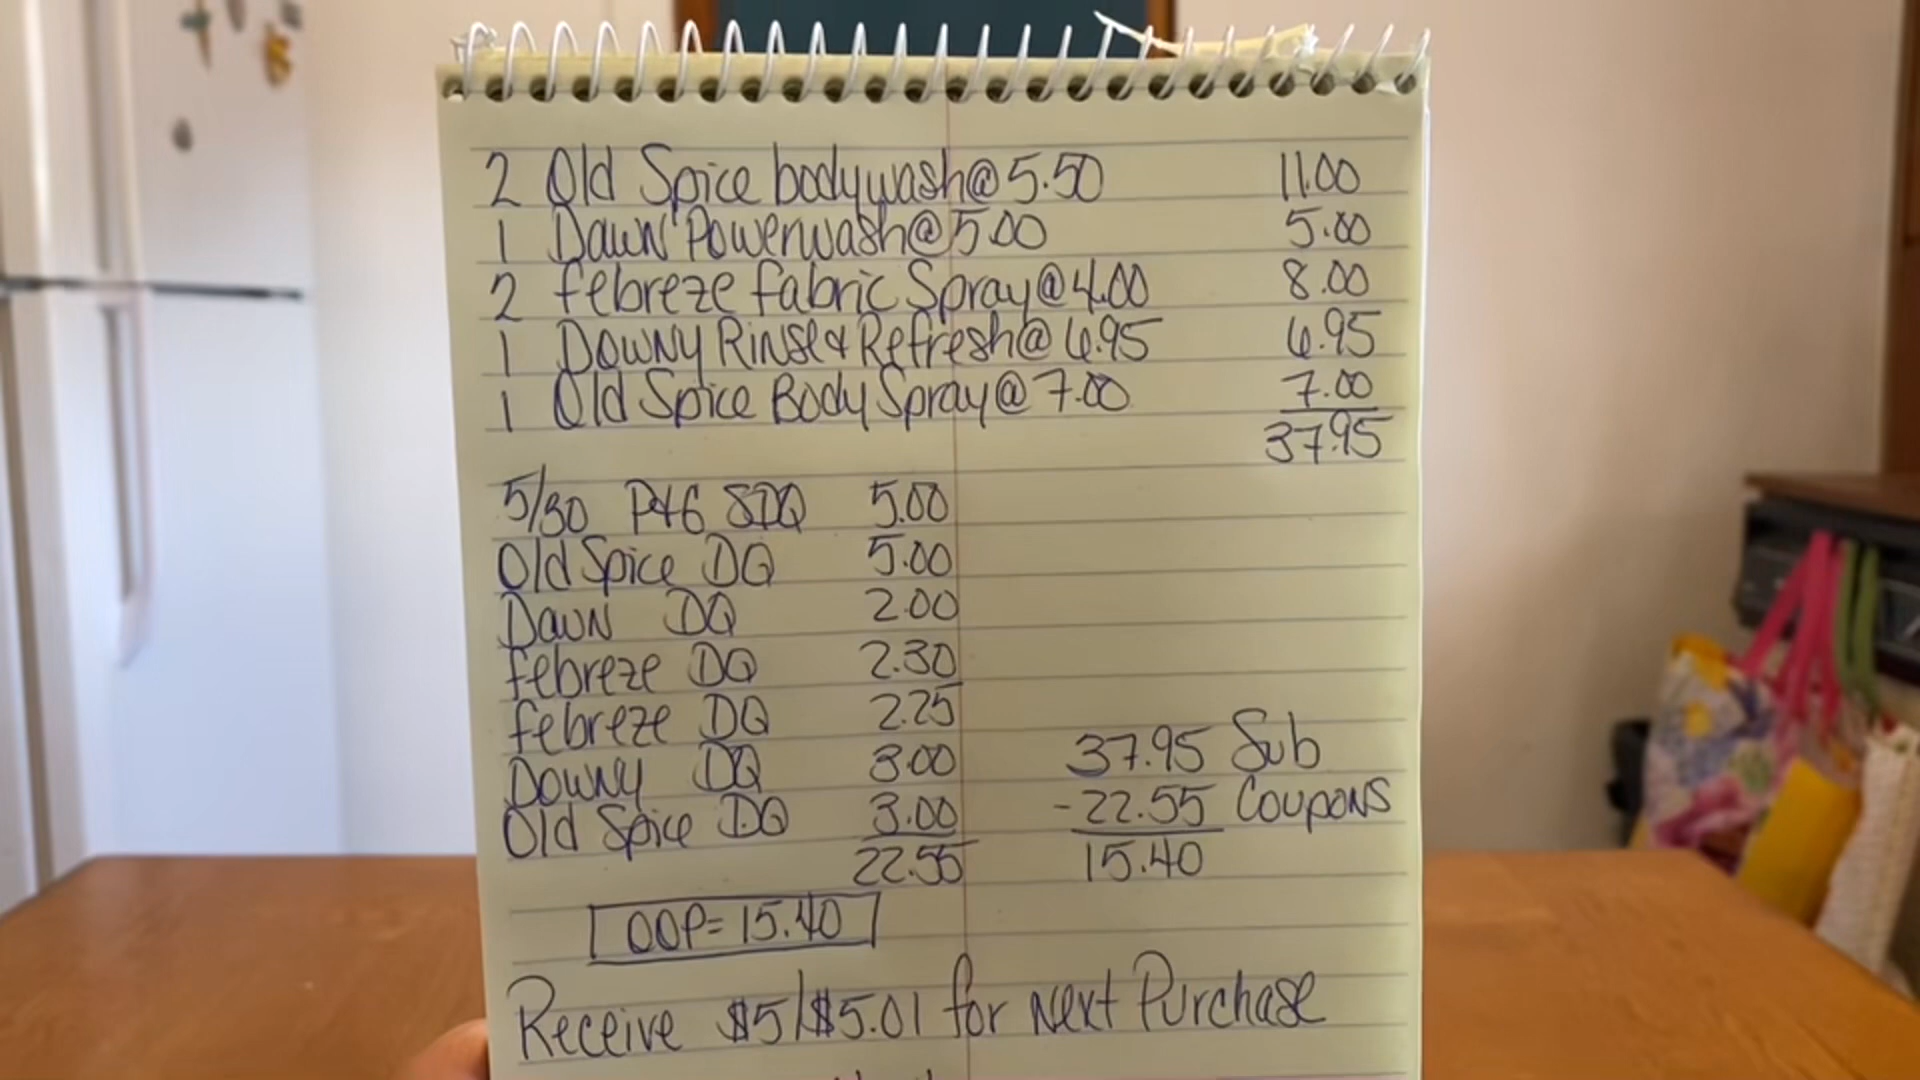 2 Old Spice bodywash@5.50 11.00
1 Dawn Powerwash@5.00 5.00
2 febreze fabric Spray@4.00 8.00
1 Downy Rinse & Refresh@6.95 6.95
1 Old Spice Body Spray@7.00 7.00
37.95
5/30 P+G SDQ 5.00
Old Spice DQ 5.00
Dawn DQ 2.00
febreze DQ 2.30
febreze DQ 2.25
Downy DQ 3.00 37.95 Sub
Old Spice DQ 3.00 -22.55 Coupons
22.55 15.40
OOP=15.40
Receive $5/$5.01 for Next Purchase